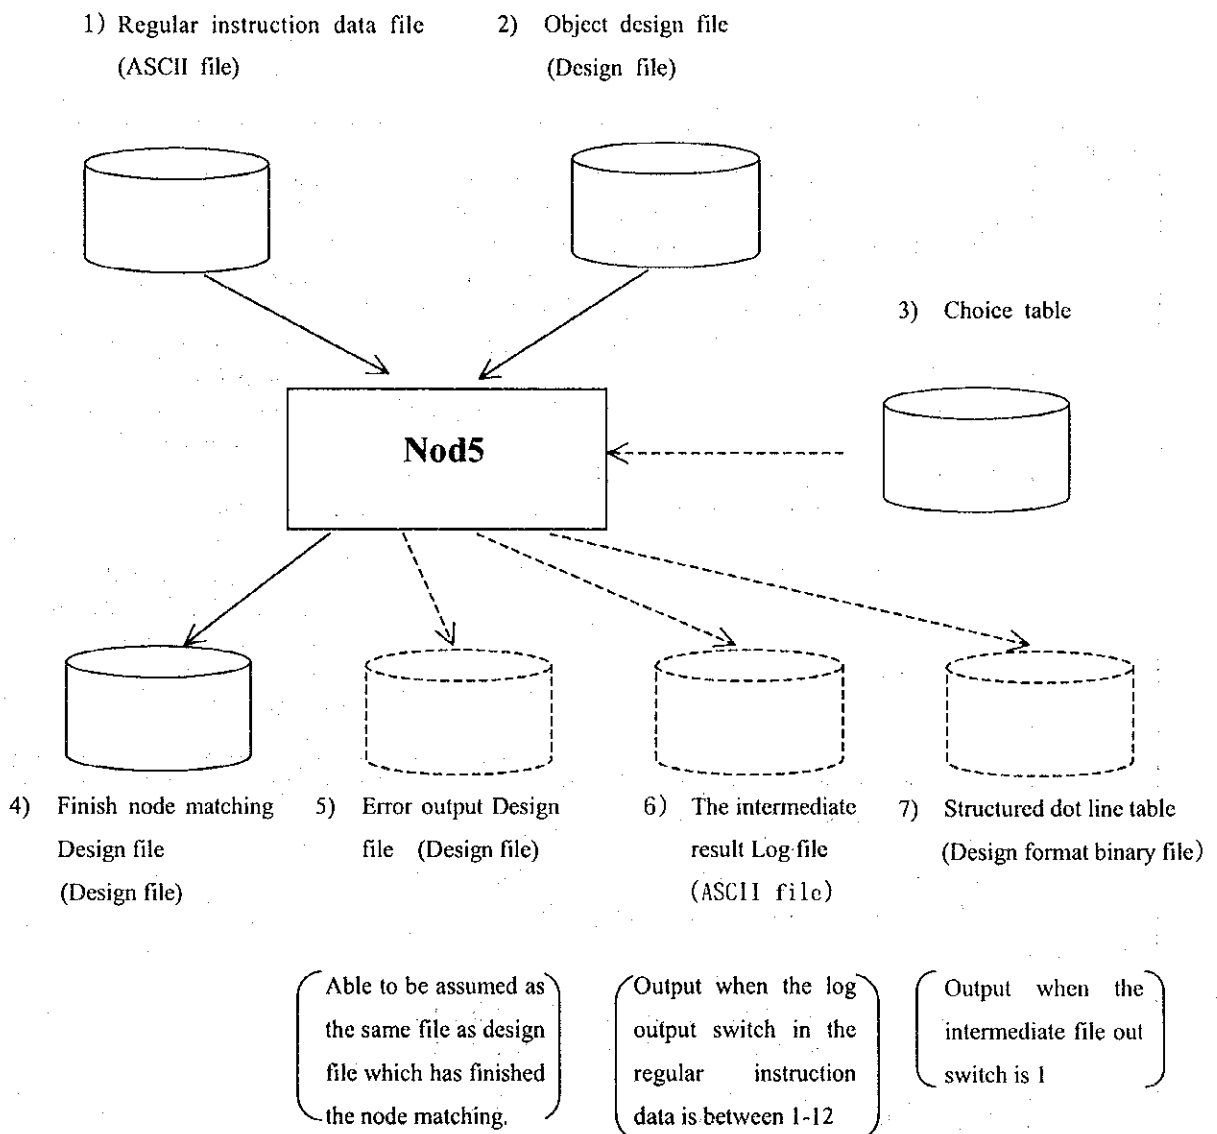 1) Regular instruction data file
(ASCII file)
2) Object design file
(Design file)
3) Choice table
Nod5
4) Finish node matching
Design file
(Design file)
5) Error output Design
file (Design file)
6) The intermediate
result Log file
(ASCII file)
7) Structured dot line table
(Design format binary file)
Able to be assumed as
the same file as design
file which has finished
the node matching.
Output when the log
output switch in the
regular instruction
data is between 1-12
Output when the
intermediate file out
switch is 1